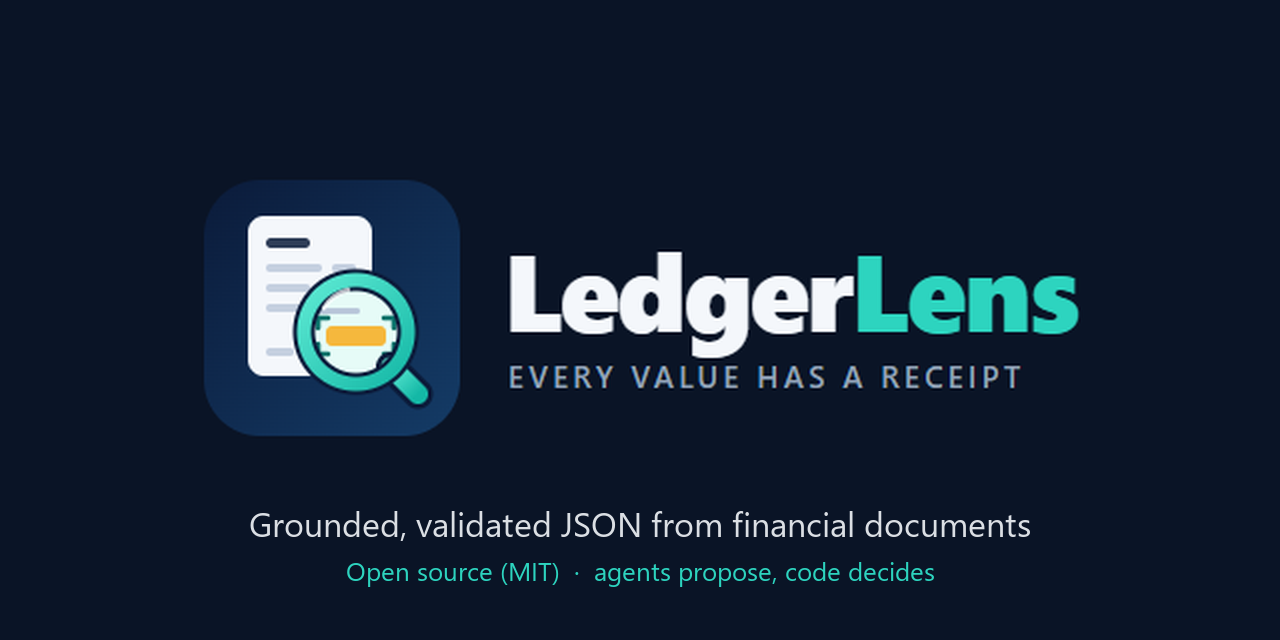 LedgerLens
EVERY VALUE HAS A RECEIPT
Grounded, validated JSON from financial documents
Open source (MIT) · agents propose, code decides